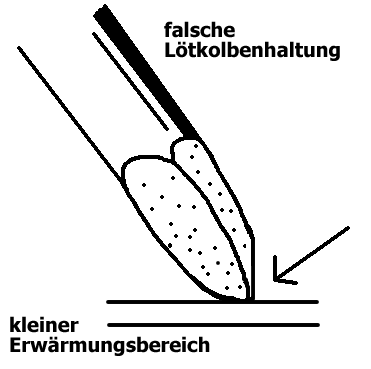 falsche
Lötkolbenhaltung
kleiner
Erwärmungsbereich